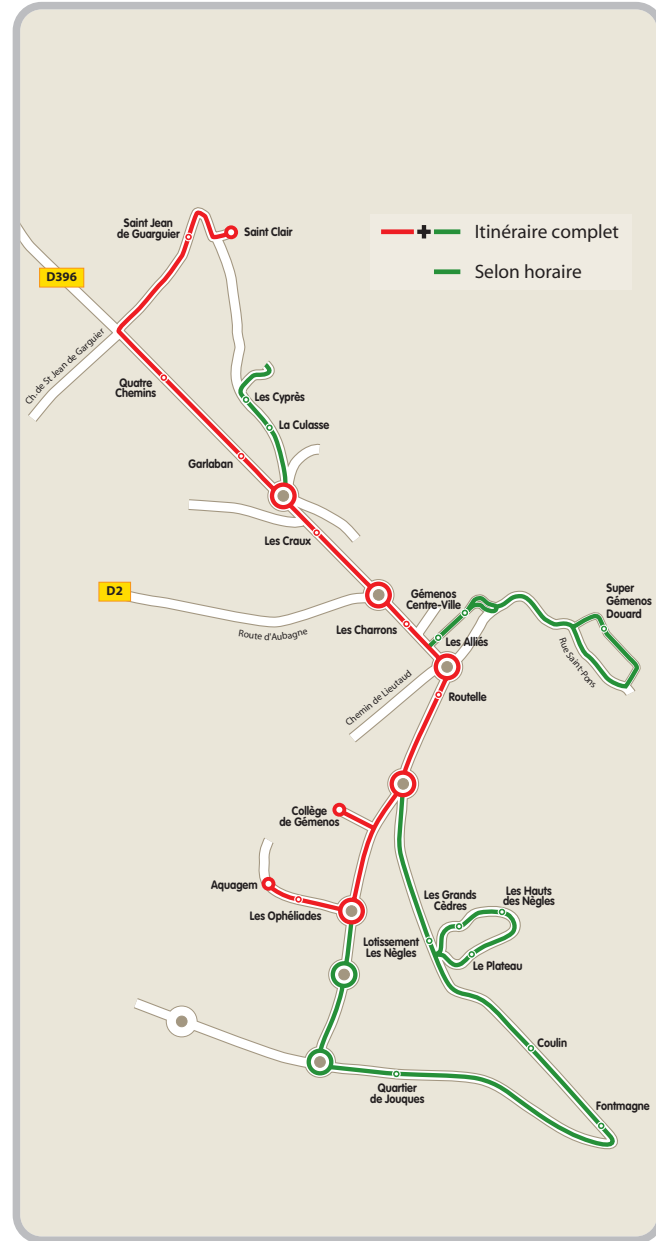 Saint Jean
de Guarguier
Saint Clair
Itinéraire complet
Selon horaire
D396
Ch. de St Jean de Garguier
Quatre
Chemins
Les Cyprès
La Culasse
Garlaban
Les Craux
D2
Route d'Aubagne
Gémenos
Centre-Ville
Les Charrons
Les Alliés
Super
Gémenos
Douard
Rue Saint-Pons
Chemin de Lieutaud
Routelle
Collège
de Gémenos
Aquagem
Les Ophéliades
Les Grands
Cèdres
Les Hauts
des Nègles
Lotissement
Les Nègles
Le Plateau
Coulin
Quartier
de Jouques
Fontmagne